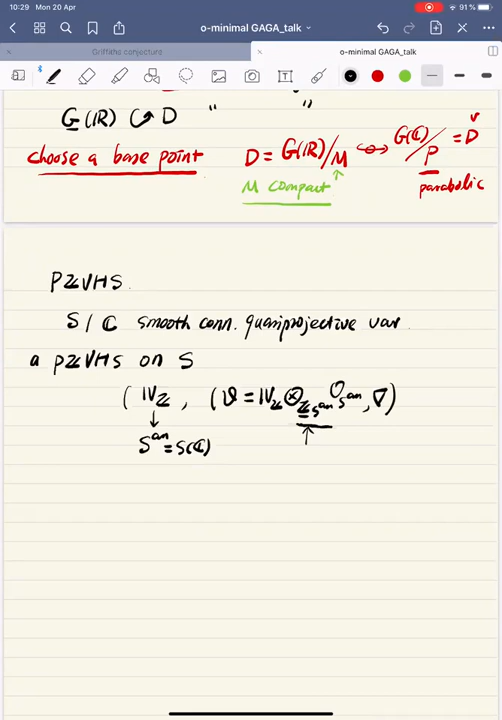 10:29 Mon 20 Apr 91 %
o-minimal GAGA_talk
Griffiths conjecture
o-minimal GAGA_talk
G(ℝ) ↻ D " "
choose a base point D = G(ℝ)/M ↪ G(ℂ)/P = Ď
M compact ↑ parabolic
PℤVHS.
S / ℂ smooth conn. quasiprojective var.
a pℤVHS on S
( 𝕍ℤ , (𝒱 = 𝕍ℤ ⊗ℤSan OSan, ∇)
↓ ↑
San = S(ℂ)